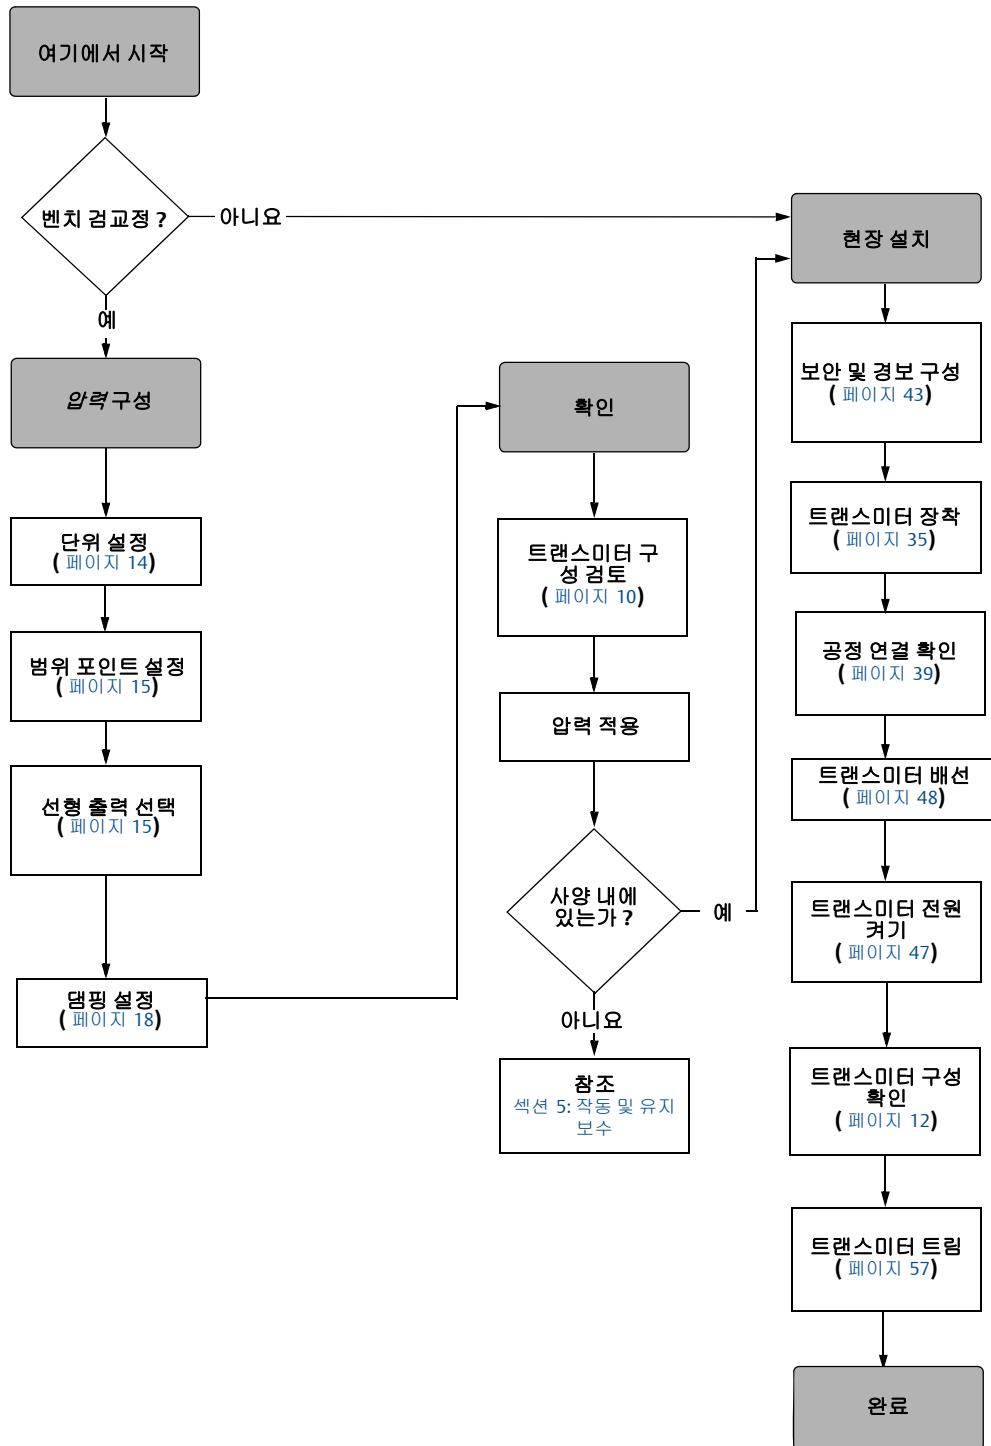 여기에서 시작
벤치 검교정 ?
아니요
예
압력 구성
단위 설정
( 페이지 14)
범위 포인트 설정
( 페이지 15)
선형 출력 선택
( 페이지 15)
댐핑 설정
( 페이지 18)
확인
트랜스미터 구
성 검토
( 페이지 10)
압력 적용
사양 내에
있는가 ?
예
아니요
참조
섹션 5: 작동 및 유지
보수
현장 설치
보안 및 경보 구성
( 페이지 43)
트랜스미터 장착
( 페이지 35)
공정 연결 확인
( 페이지 39)
트랜스미터 배선
( 페이지 48)
트랜스미터 전원
켜기
( 페이지 47)
트랜스미터 구성
확인
( 페이지 12)
트랜스미터 트림
( 페이지 57)
완료